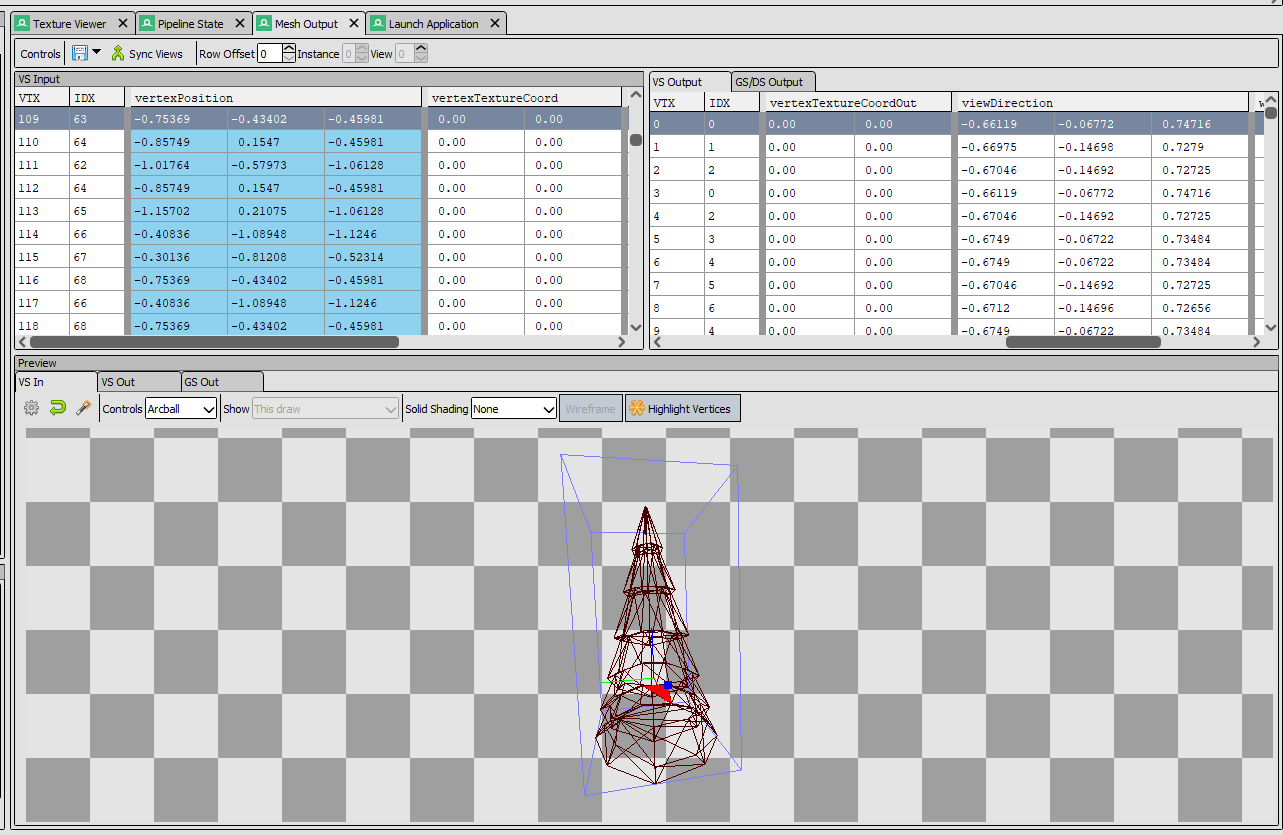 Texture Viewer Pipeline State Mesh Output Launch Application
Controls Sync Views Row Offset 0 Instance 0 View 0
VS Input
VTX IDX vertexPosition vertexTextureCoord
109 63 -0.75369 -0.43402 -0.45981 0.00 0.00
110 64 -0.85749 0.1547 -0.45981 0.00 0.00
111 62 -1.01764 -0.57973 -1.06128 0.00 0.00
112 64 -0.85749 0.1547 -0.45981 0.00 0.00
113 65 -1.15702 0.21075 -1.06128 0.00 0.00
114 66 -0.40836 -1.08948 -1.1246 0.00 0.00
115 67 -0.30136 -0.81208 -0.52314 0.00 0.00
116 68 -0.75369 -0.43402 -0.45981 0.00 0.00
117 66 -0.40836 -1.08948 -1.1246 0.00 0.00
118 68 -0.75369 -0.43402 -0.45981 0.00 0.00
VS Output GS/DS Output
VTX IDX vertexTextureCoordOut viewDirection
0 0 0.00 0.00 -0.66119 -0.06772 0.74716
1 1 0.00 0.00 -0.66975 -0.14698 0.7279
2 2 0.00 0.00 -0.67046 -0.14692 0.72725
3 0 0.00 0.00 -0.66119 -0.06772 0.74716
4 2 0.00 0.00 -0.67046 -0.14692 0.72725
5 3 0.00 0.00 -0.6749 -0.06722 0.73484
6 4 0.00 0.00 -0.6749 -0.06722 0.73484
7 5 0.00 0.00 -0.67046 -0.14692 0.72725
8 6 0.00 0.00 -0.6712 -0.14696 0.72656
9 4 0.00 0.00 -0.6749 -0.06722 0.73484
Preview
VS In VS Out GS Out
Controls Arcball Show This draw Solid Shading None Wireframe Highlight Vertices